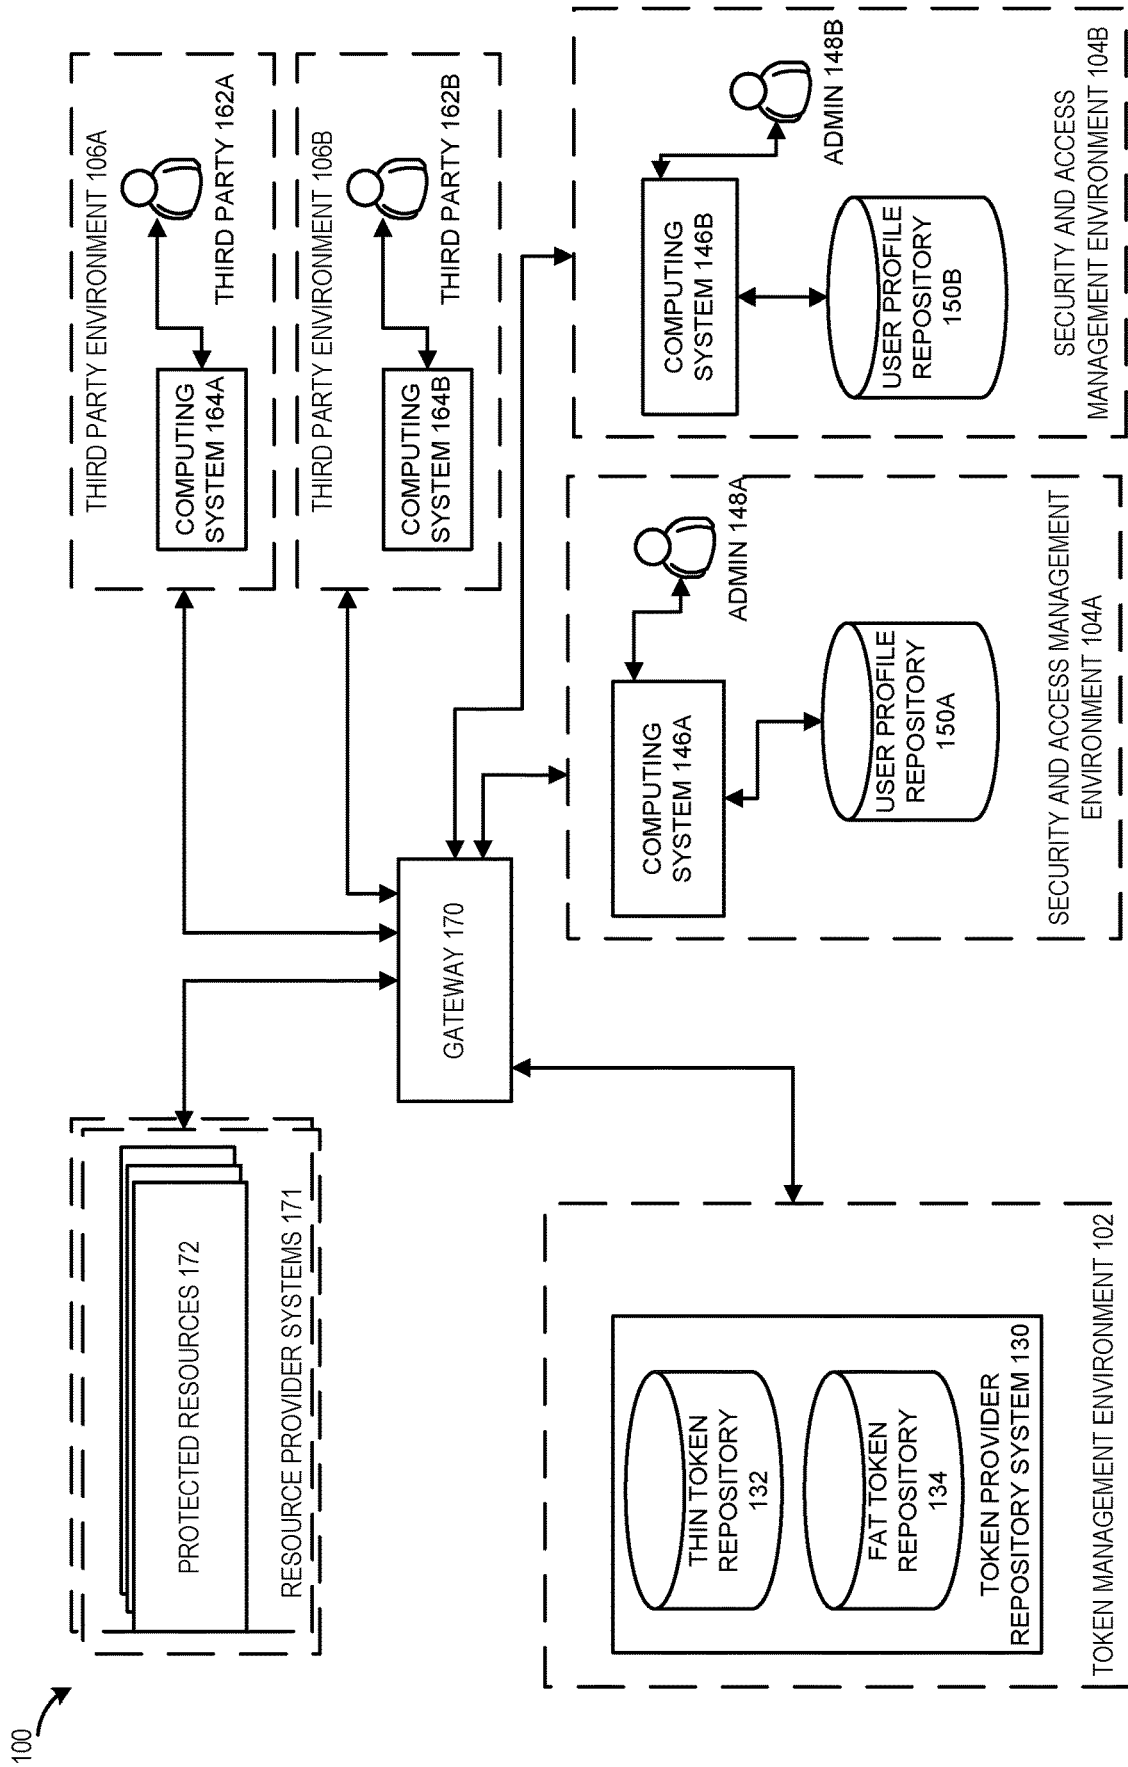 100
PROTECTED RESOURCES 172
RESOURCE PROVIDER SYSTEMS 171
THIRD PARTY ENVIRONMENT 106A
COMPUTING
SYSTEM 164A
THIRD PARTY 162A
THIRD PARTY ENVIRONMENT 106B
COMPUTING
SYSTEM 164B
THIRD PARTY 162B
GATEWAY 170
THIN TOKEN
REPOSITORY
132
FAT TOKEN
REPOSITORY
134
TOKEN PROVIDER
REPOSITORY SYSTEM 130
TOKEN MANAGEMENT ENVIRONMENT 102
COMPUTING
SYSTEM 146A
ADMIN 148A
USER PROFILE
REPOSITORY
150A
SECURITY AND ACCESS MANAGEMENT
ENVIRONMENT 104A
COMPUTING
SYSTEM 146B
ADMIN 148B
USER PROFILE
REPOSITORY
150B
SECURITY AND ACCESS
MANAGEMENT ENVIRONMENT 104B